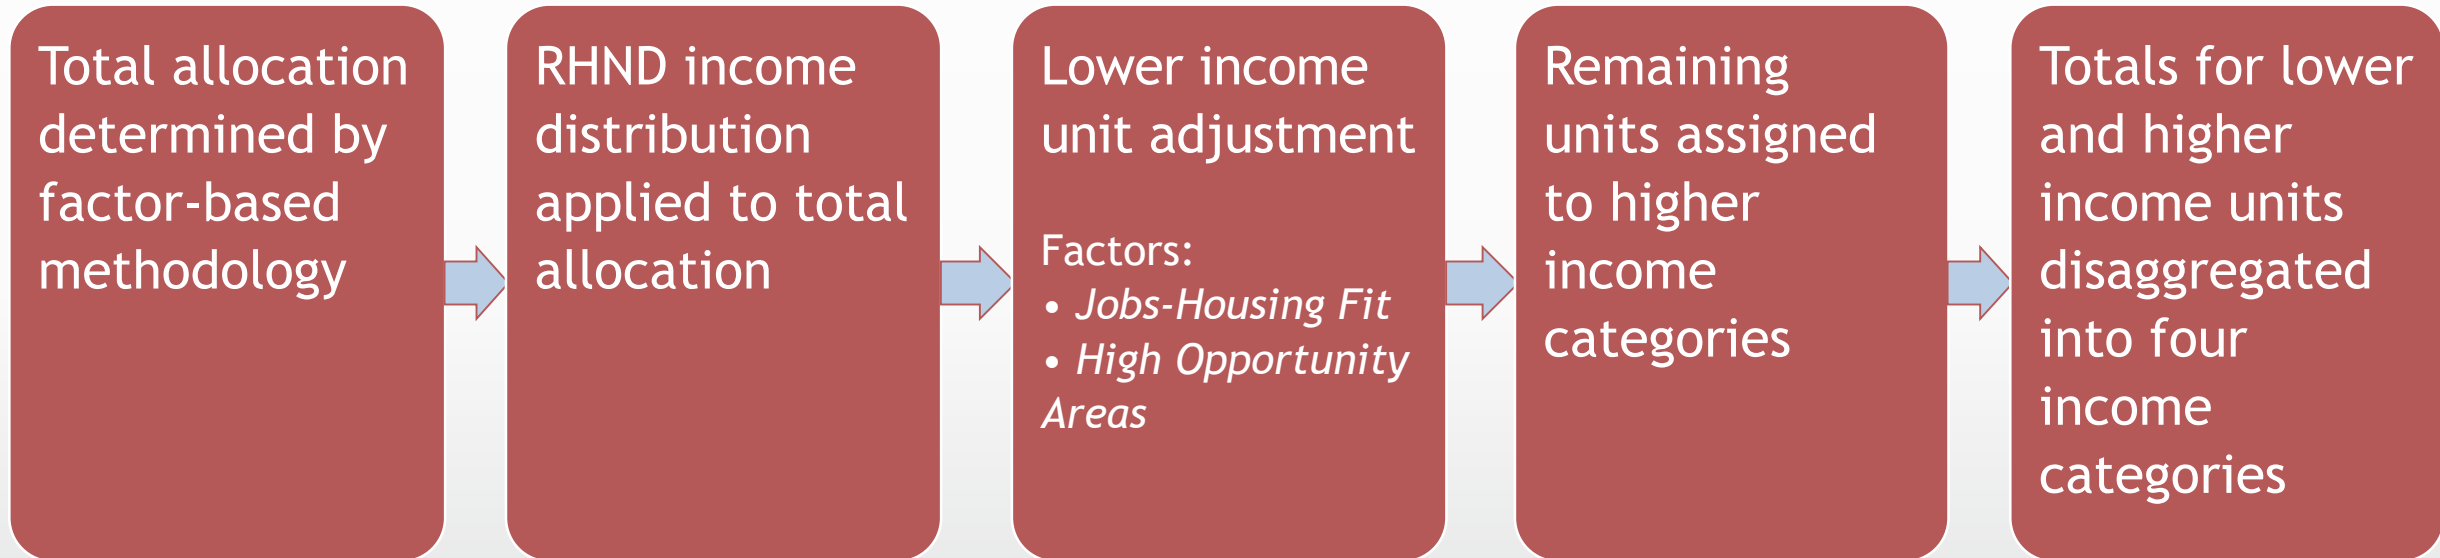 Total allocation
determined by
factor-based
methodology
RHND income
distribution
applied to total
allocation
Lower income
unit adjustment
Factors:
• Jobs-Housing Fit
• High Opportunity
Areas
Remaining
units assigned
to higher
income
categories
Totals for lower
and higher
income units
disaggregated
into four
income
categories